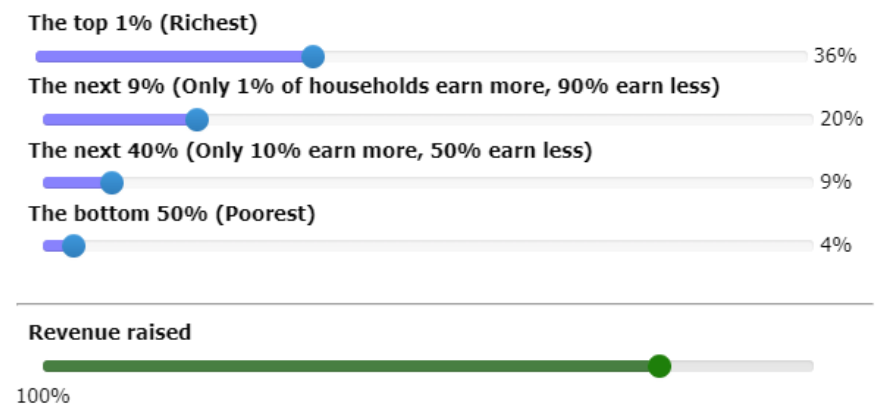 The top 1% (Richest)
36%
The next 9% (Only 1% of households earn more, 90% earn less)
20%
The next 40% (Only 10% earn more, 50% earn less)
9%
The bottom 50% (Poorest)
4%
Revenue raised
100%